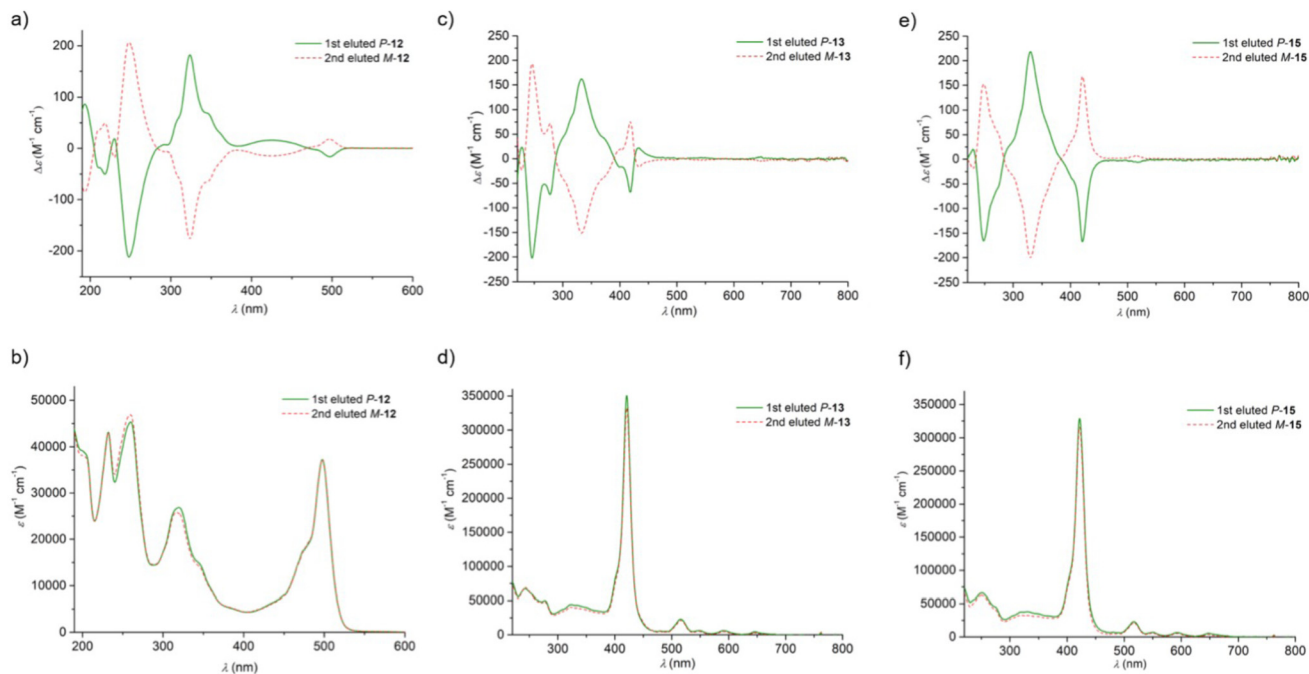 a)
200
100
0
-100
-200
Δε (M⁻¹ cm⁻¹)
1st eluted P-12
2nd eluted M-12
200 300 400 500 600
λ (nm)
c)
250
200
150
100
50
0
-50
-100
-150
-200
-250
Δε (M⁻¹ cm⁻¹)
1st eluted P-13
2nd eluted M-13
300 400 500 600 700 800
λ (nm)
e)
250
200
150
100
50
0
-50
-100
-150
-200
-250
Δε (M⁻¹ cm⁻¹)
1st eluted P-15
2nd eluted M-15
300 400 500 600 700 800
λ (nm)
b)
50000
40000
30000
20000
10000
0
ε (M⁻¹ cm⁻¹)
1st eluted P-12
2nd eluted M-12
200 300 400 500 600
λ (nm)
d)
350000
300000
250000
200000
150000
100000
50000
0
ε (M⁻¹ cm⁻¹)
1st eluted P-13
2nd eluted M-13
300 400 500 600 700 800
λ (nm)
f)
350000
300000
250000
200000
150000
100000
50000
0
ε (M⁻¹ cm⁻¹)
1st eluted P-15
2nd eluted M-15
300 400 500 600 700 800
λ (nm)